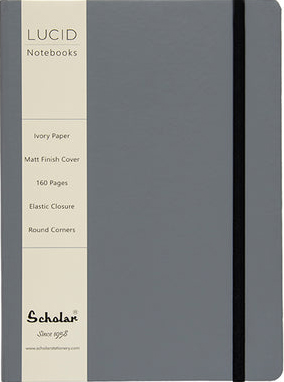 LUCID
Notebooks
Ivory Paper
Matt Finish Cover
160 Pages
Elastic Closure
Round Corners
Scholar
Since 1958
www.scholarstationery.com